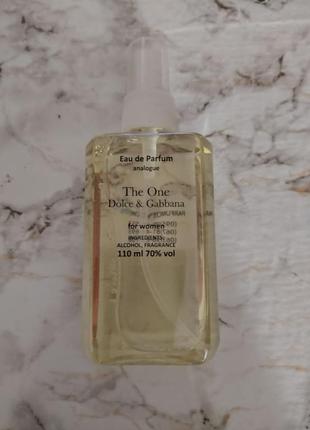 Eau de Parfum
analogue
The One
Dolce & Gabbana
for women
INGREDIENTS:
ALCOHOL, FRAGRANCE
110 ml 70% vol